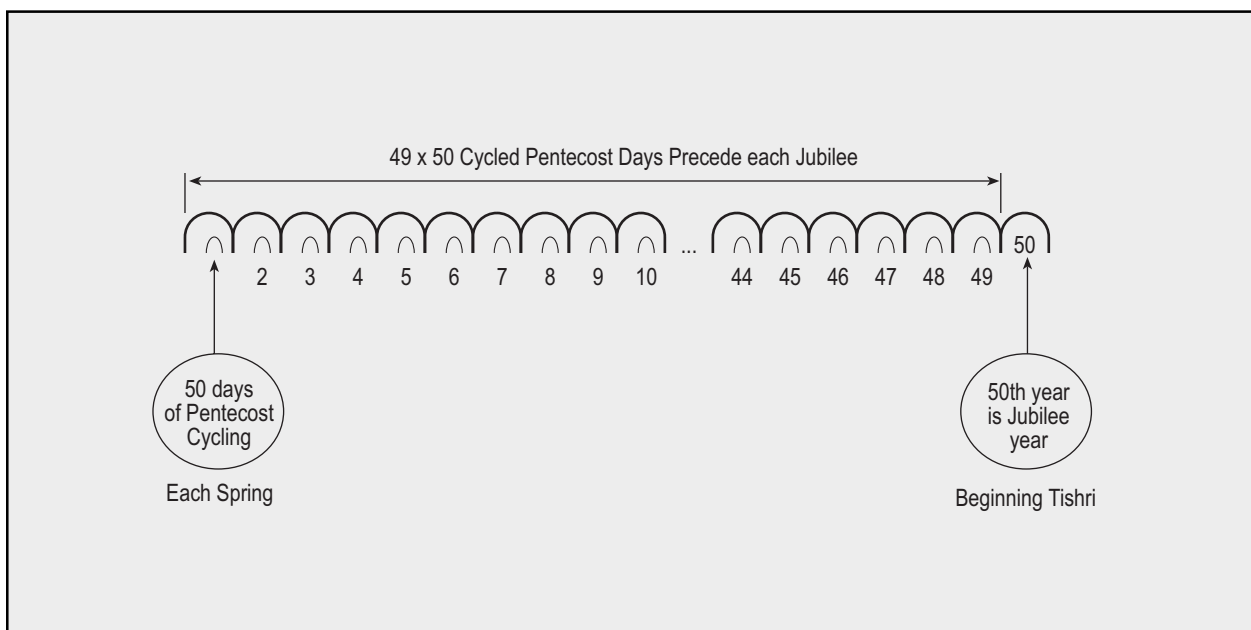 49 x 50 Cycled Pentecost Days Precede each Jubilee
50
2 3 4 5 6 7 8 9 10 ... 44 45 46 47 48 49
50 days
of Pentecost
Cycling
Each Spring
50th year
is Jubilee
year
Beginning Tishri